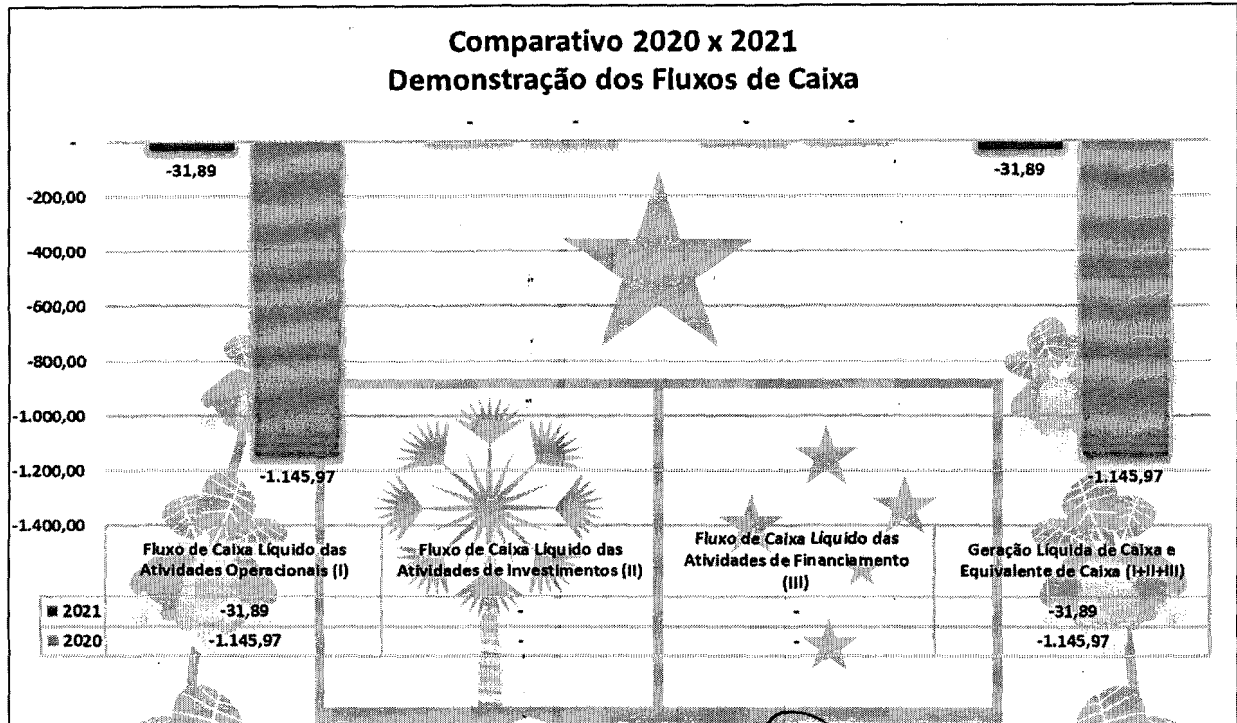 Comparativo 2020 x 2021
Demonstração dos Fluxos de Caixa
- - - -
-
-31,89 -31,89
-200,00
-400,00
-600,00
-800,00
-1.000,00
-1.200,00
-1.145,97 -1.145,97
-1.400,00
Fluxo de Caixa Líquido das Atividades Operacionais (I)
Fluxo de Caixa Líquido das Atividades de Investimentos (II)
Fluxo de Caixa Líquido das Atividades de Financiamento (III)
Geração Líquida de Caixa e Equivalente de Caixa (I+II+III)
2021 -31,89 - - -31,89
2020 -1.145,97 - - -1.145,97